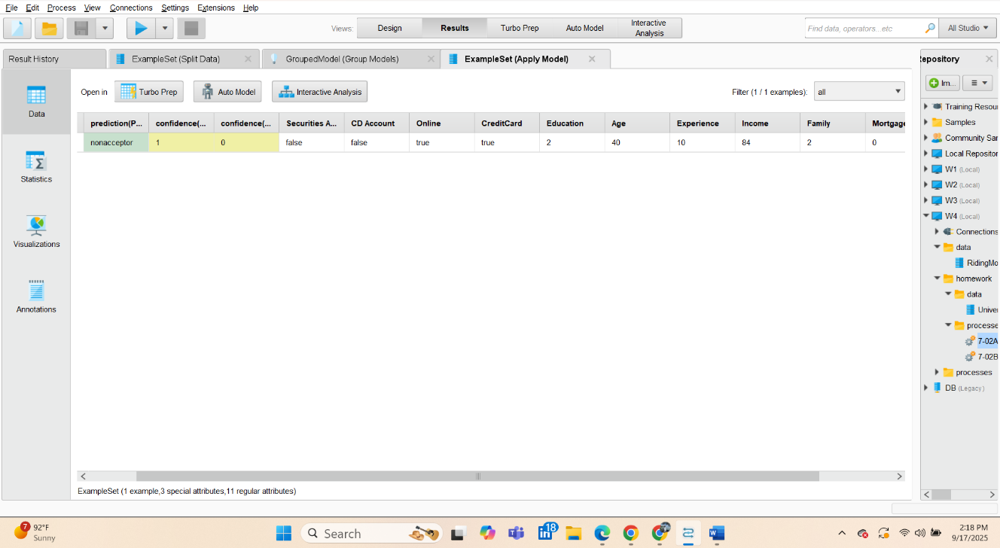 File Edit Process View Connections Settings Extensions Help
Views: Design Results Turbo Prep Auto Model Interactive Analysis
Find data, operators...etc
All Studio
Result History
ExampleSet (Split Data)
GroupedModel (Group Models)
ExampleSet (Apply Model)
Repository
Data
Statistics
Visualizations
Annotations
Open in Turbo Prep Auto Model Interactive Analysis
Filter (1 / 1 examples): all
prediction(P... confidence(... confidence(... Securities A... CD Account Online CreditCard Education Age Experience Income Family Mortgage
nonacceptor 1 0 false false true true 2 40 10 84 2 0
ExampleSet (1 example,3 special attributes,11 regular attributes)
Im...
Training Resou
Samples
Community Sar
Local Repositor
W1 (Local)
W2 (Local)
W3 (Local)
W4 (Local)
Connections
data
RidingMo
homework
data
Unive
processe
7-02A
7-02B
processes
DB (Legacy)
7
92°F
Sunny
Search
18
2:18 PM
9/17/2025